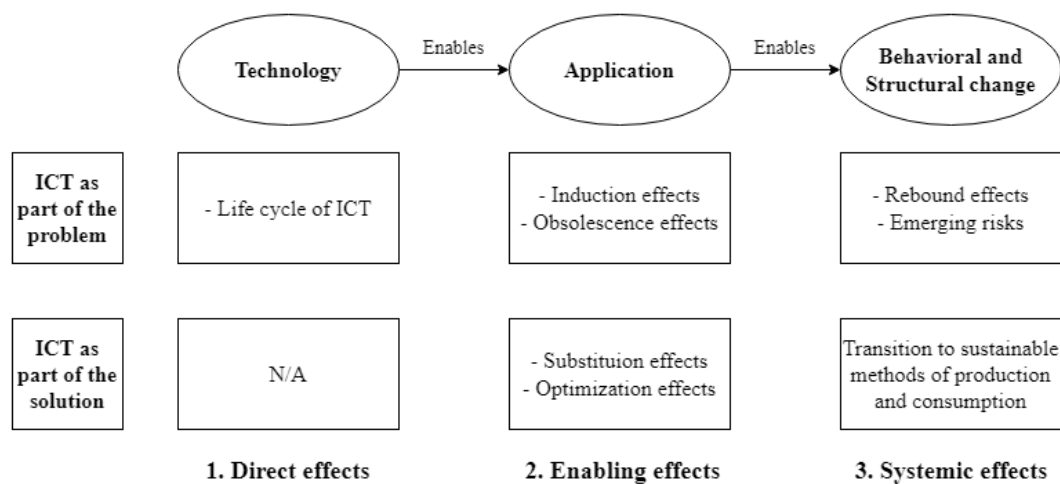 Technology
Enables
Application
Enables
Behavioral and
Structural change
ICT as
part of the
problem
- Life cycle of ICT
- Induction effects
- Obsolescence effects
- Rebound effects
- Emerging risks
ICT as
part of the
solution
N/A
- Substituion effects
- Optimization effects
Transition to sustainable
methods of production
and consumption
1. Direct effects
2. Enabling effects
3. Systemic effects